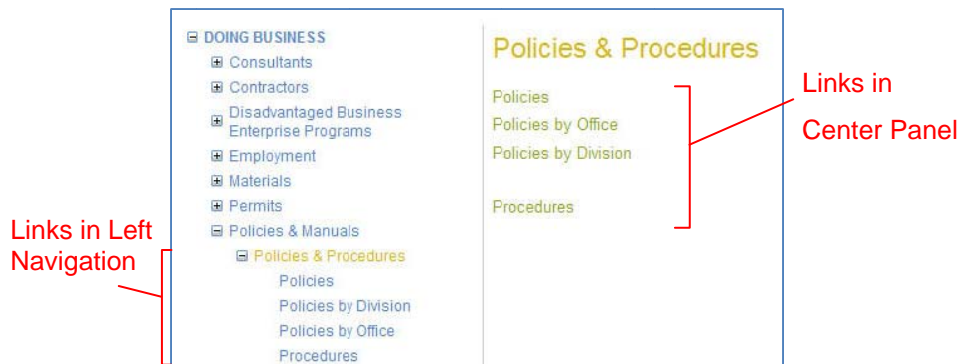 DOING BUSINESS
Consultants
Contractors
Disadvantaged Business
Enterprise Programs
Employment
Materials
Permits
Policies & Manuals
Policies & Procedures
Policies
Policies by Division
Policies by Office
Procedures
Policies & Procedures
Policies
Policies by Office
Policies by Division
Procedures
Links in Left
Navigation
Links in
Center Panel